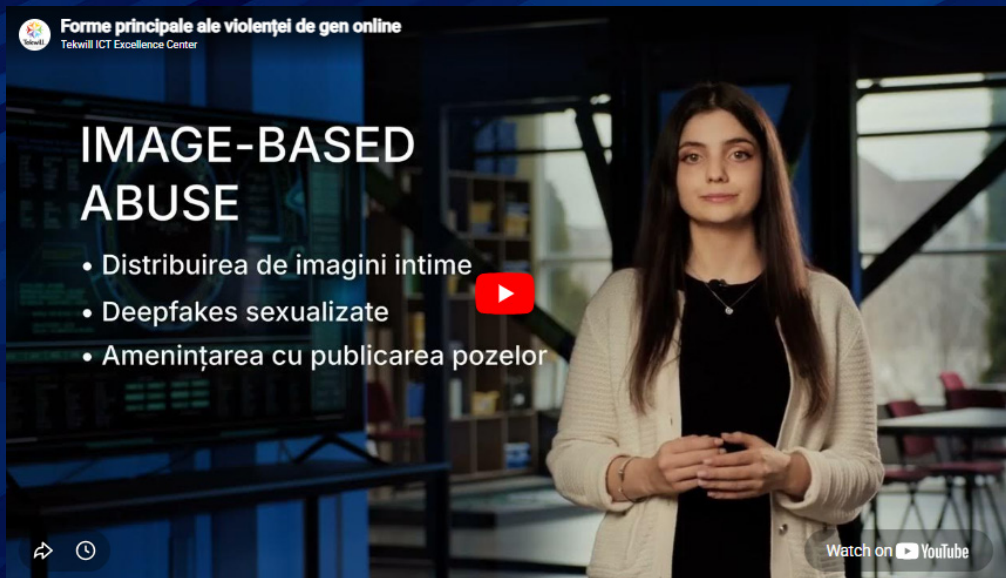 Forme principale ale violenței de gen online
Tekwill ICT Excellence Center
Tekwill
IMAGE-BASED
ABUSE
• Distribuirea de imagini intime
• Deepfakes sexualizate
• Amenințarea cu publicarea pozelor
Watch on YouTube